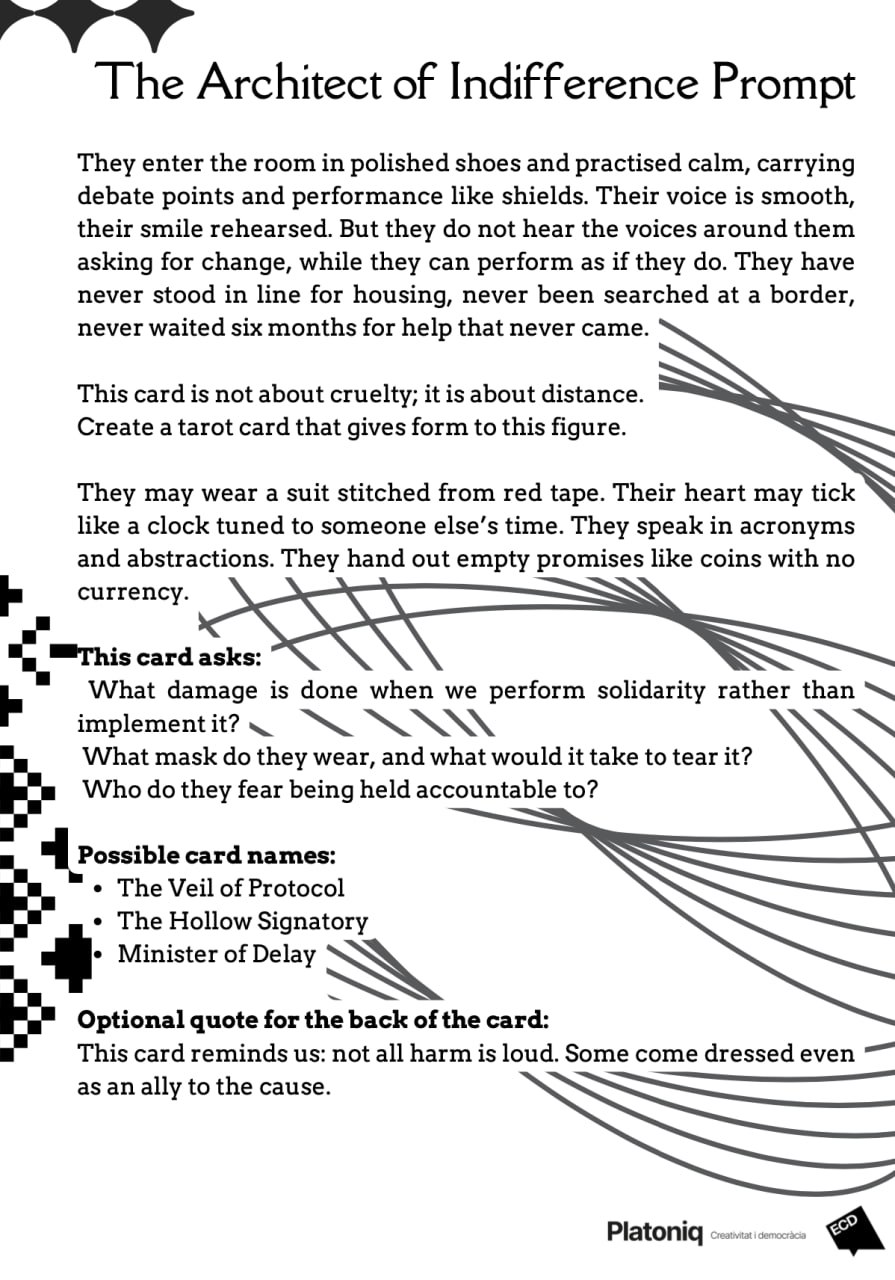 The Architect of Indifference Prompt
They enter the room in polished shoes and practised calm, carrying
debate points and performance like shields. Their voice is smooth,
their smile rehearsed. But they do not hear the voices around them
asking for change, while they can perform as if they do. They have
never stood in line for housing, never been searched at a border,
never waited six months for help that never came.
This card is not about cruelty; it is about distance.
Create a tarot card that gives form to this figure.
They may wear a suit stitched from red tape. Their heart may tick
like a clock tuned to someone else’s time. They speak in acronyms
and abstractions. They hand out empty promises like coins with no
currency.
This card asks:
What damage is done when we perform solidarity rather than
implement it?
What mask do they wear, and what would it take to tear it?
Who do they fear being held accountable to?
Possible card names:
• The Veil of Protocol
• The Hollow Signatory
• Minister of Delay
Optional quote for the back of the card:
This card reminds us: not all harm is loud. Some come dressed even
as an ally to the cause.
Platoniq Creativitat i democràcia
ECD